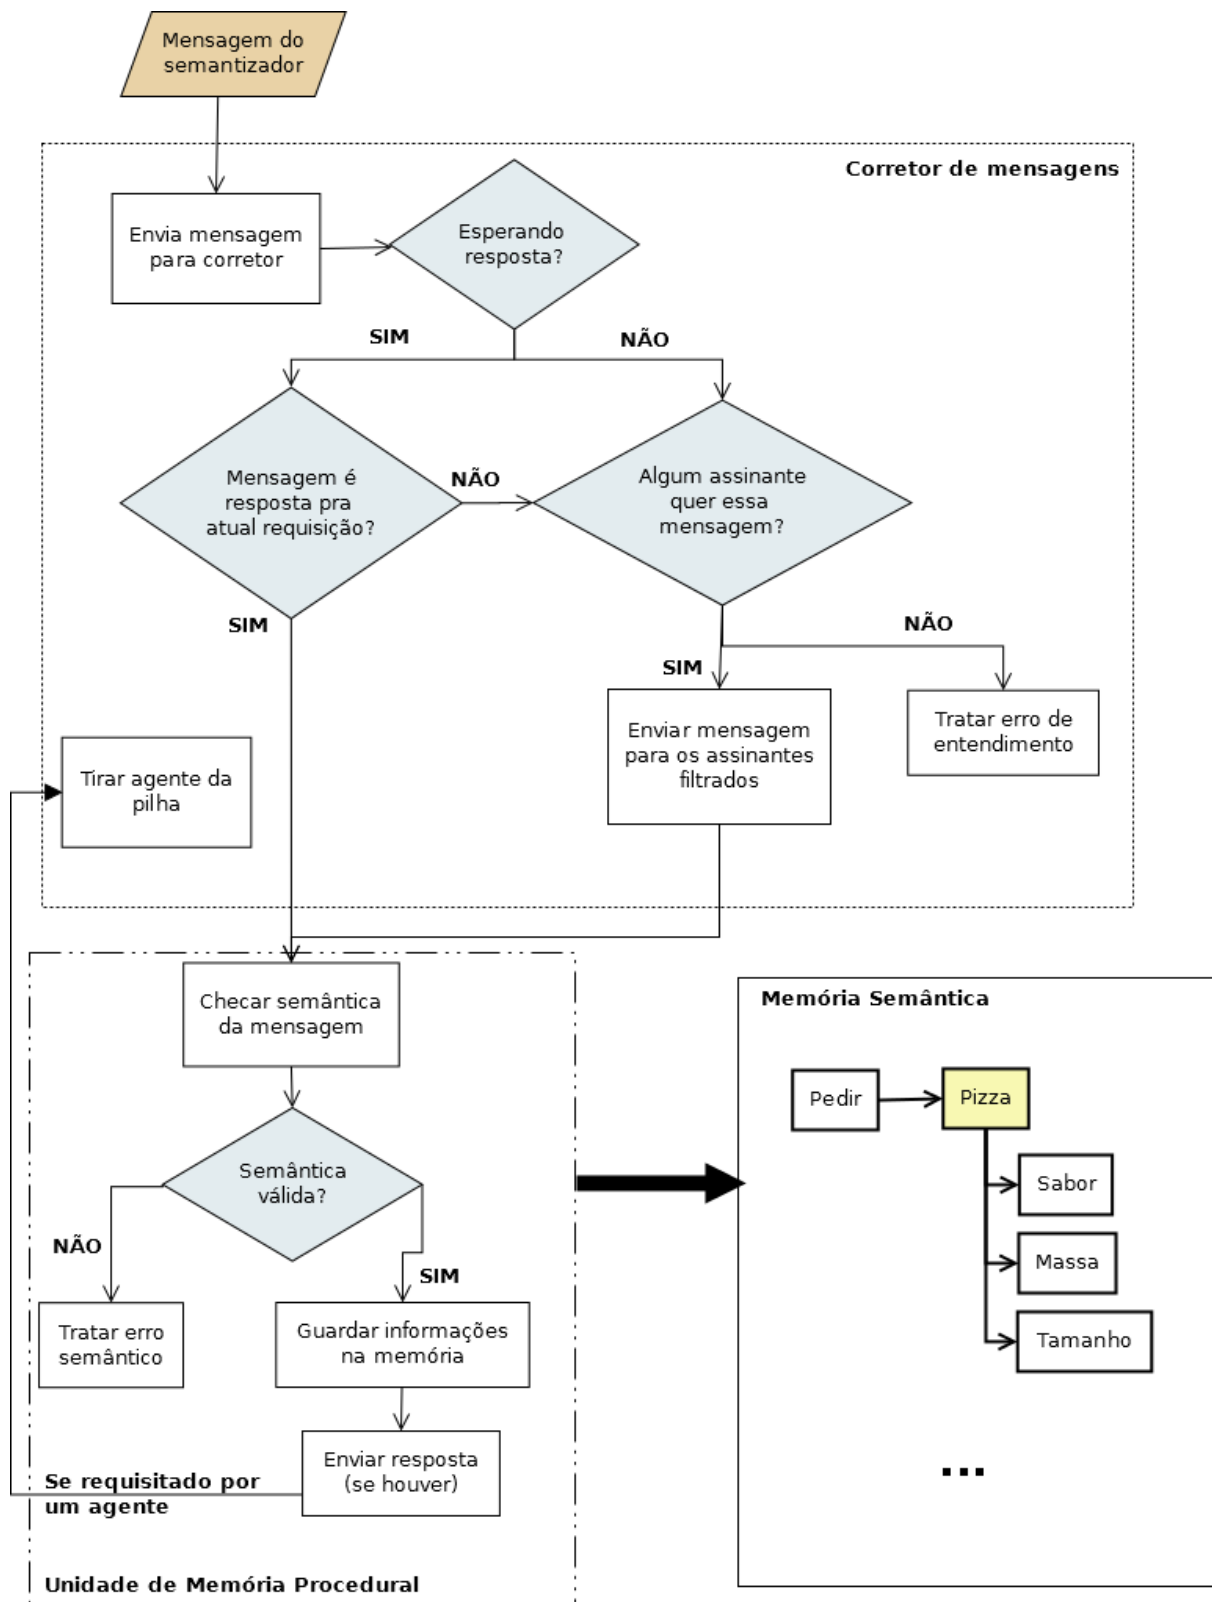 Mensagem do
semantizador
Corretor de mensagens
Envia mensagem
para corretor
Esperando
resposta?
SIM
NÃO
Mensagem é
resposta pra
atual requisição?
NÃO
Algum assinante
quer essa
mensagem?
SIM
NÃO
SIM
Enviar mensagem
para os assinantes
filtrados
Tratar erro de
entendimento
Tirar agente da
pilha
Checar semântica
da mensagem
Semântica
válida?
NÃO
SIM
Tratar erro
semântico
Guardar informações
na memória
Enviar resposta
(se houver)
Se requisitado por
um agente
Unidade de Memória Procedural
Memória Semântica
Pedir
Pizza
Sabor
Massa
Tamanho
...